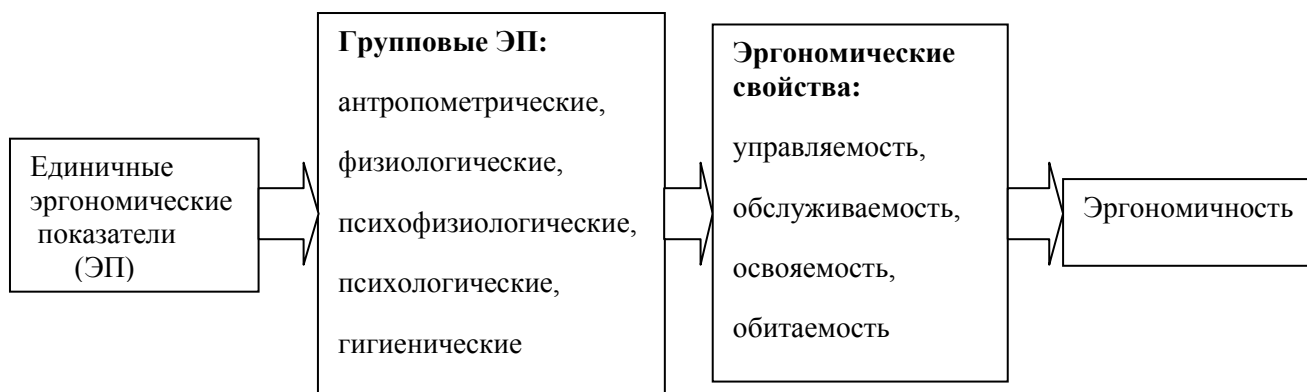 Единичные
эргономические
показатели
(ЭП)
Групповые ЭП:
антропометрические,
физиологические,
психофизиологические,
психологические,
гигиенические
Эргономические
свойства:
управляемость,
обслуживаемость,
освояемость,
обитаемость
Эргономичность